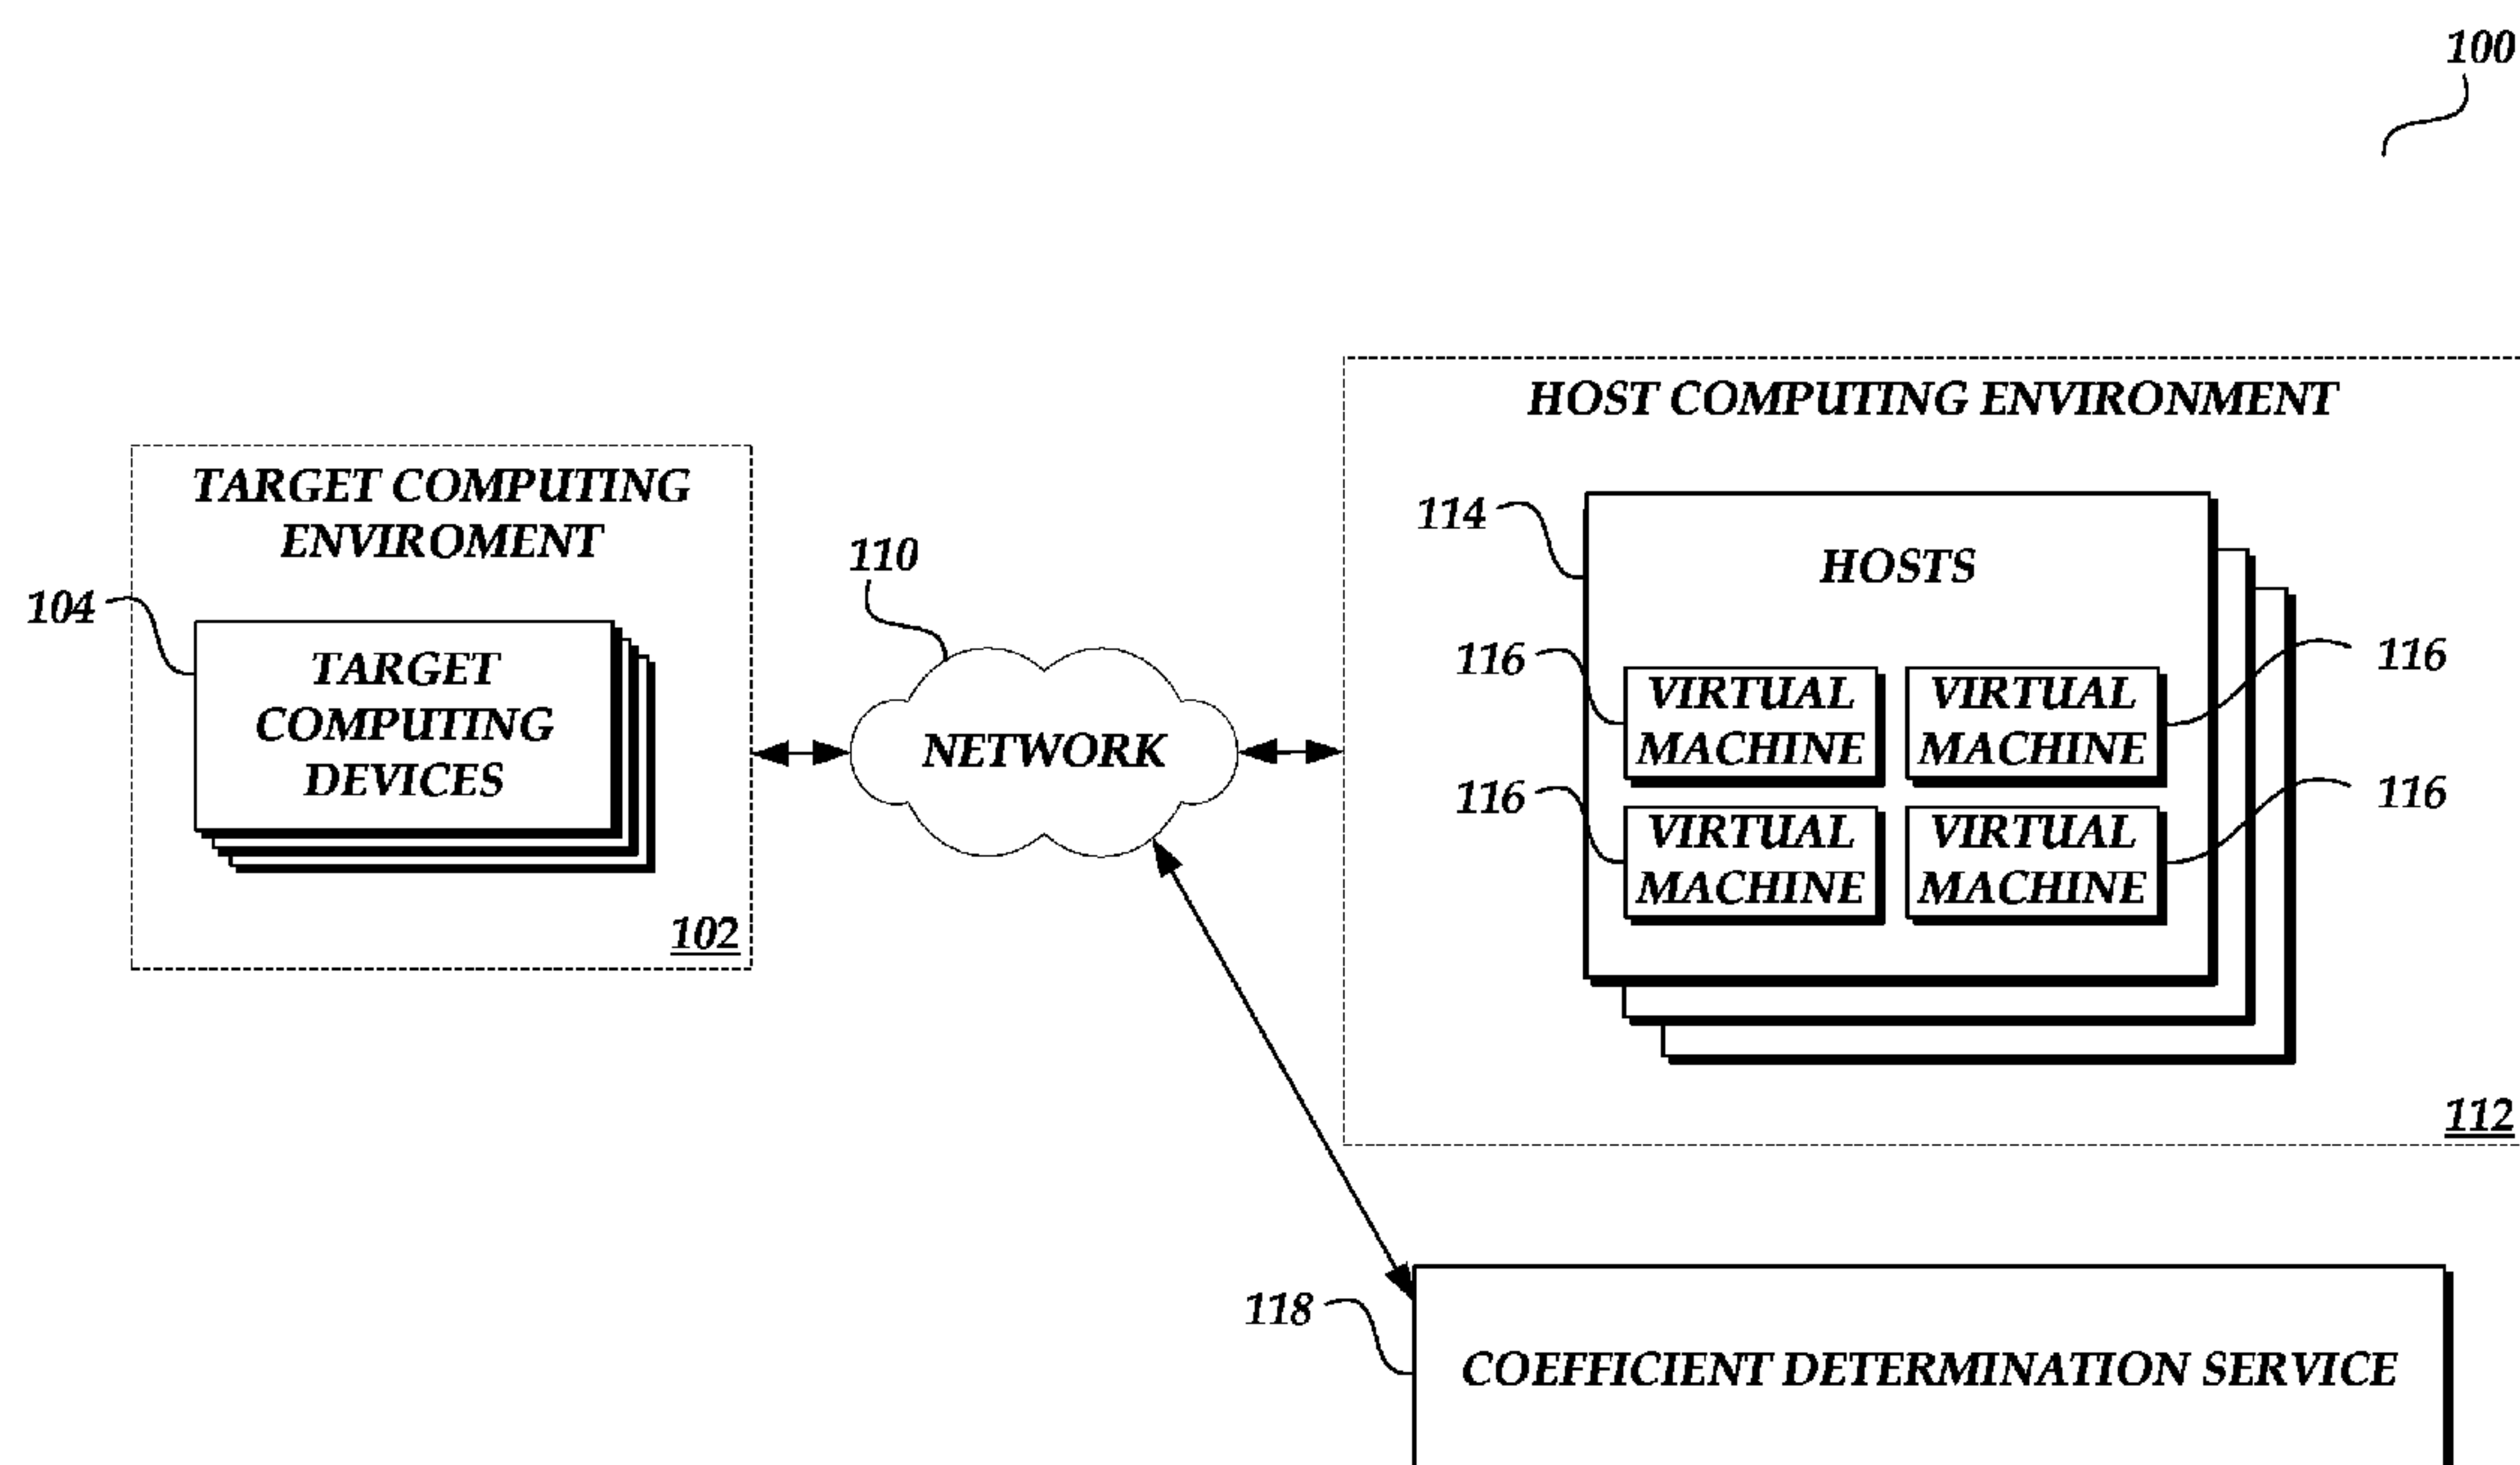 100
HOST COMPUTING ENVIRONMENT
TARGET COMPUTING
ENVIROMENT
114
HOSTS
110
104
TARGET
COMPUTING
DEVICES
116
VIRTUAL
MACHINE
VIRTUAL
MACHINE
116
NETWORK
116
VIRTUAL
MACHINE
VIRTUAL
MACHINE
116
102
112
118
COEFFICIENT DETERMINATION SERVICE